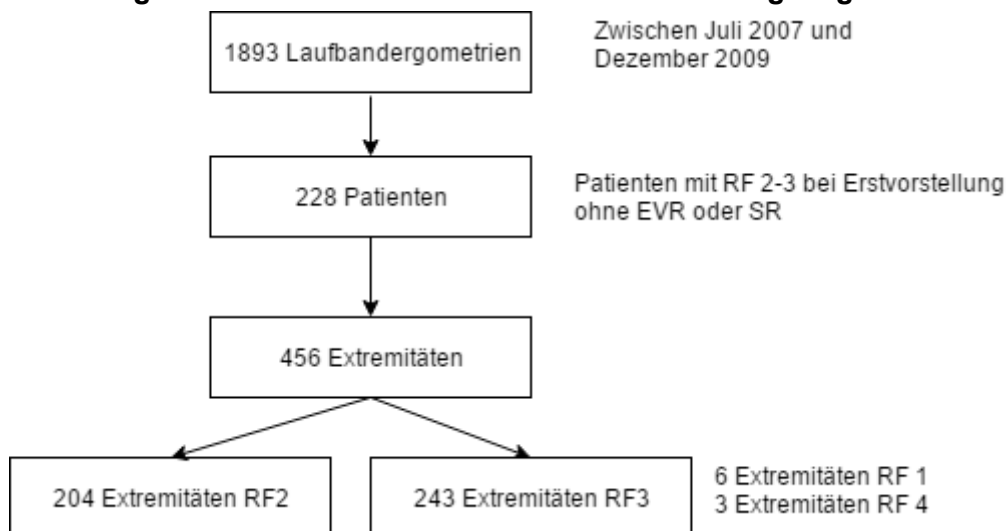 1893 Laufbandergometrien
Zwischen Juli 2007 und
Dezember 2009
228 Patienten
Patienten mit RF 2-3 bei Erstvorstellung
ohne EVR oder SR
456 Extremitäten
204 Extremitäten RF2
243 Extremitäten RF3
6 Extremitäten RF 1
3 Extremitäten RF 4